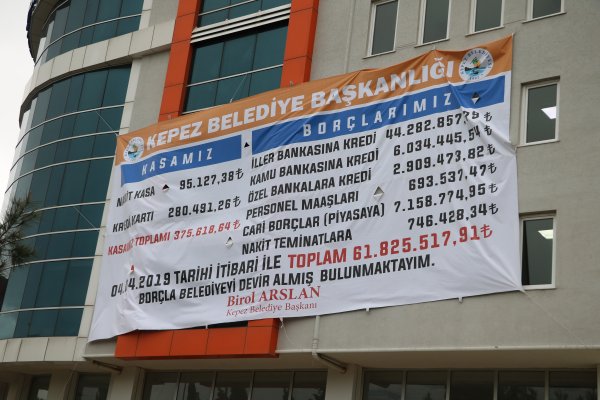 KEPEZ BELEDİYE BAŞKANLIĞI
KASAMIZ
NAKİT KASA 95.127,38₺
KREDİ KARTI 280.491,26₺
KASA TOPLAMI 375.618,64₺
BORÇLARIMIZ
İLLER BANKASINA KREDİ 44.282.857,75₺
KAMU BANKASINA KREDİ 6.034.445,54₺
ÖZEL BANKALARA KREDİ 2.909.473,82₺
PERSONEL MAAŞLARI 693.537,47₺
CARİ BORÇLAR (PİYASAYA) 7.158.774,95₺
NAKİT TEMİNATLARA 746.428,34₺
04.04.2019 TARİHİ İTİBARİ İLE TOPLAM 61.825.517,91₺
BORÇLA BELEDİYEYİ DEVİR ALMIŞ BULUNMAKTAYIM.
Birol ARSLAN
Kepez Belediye Başkanı